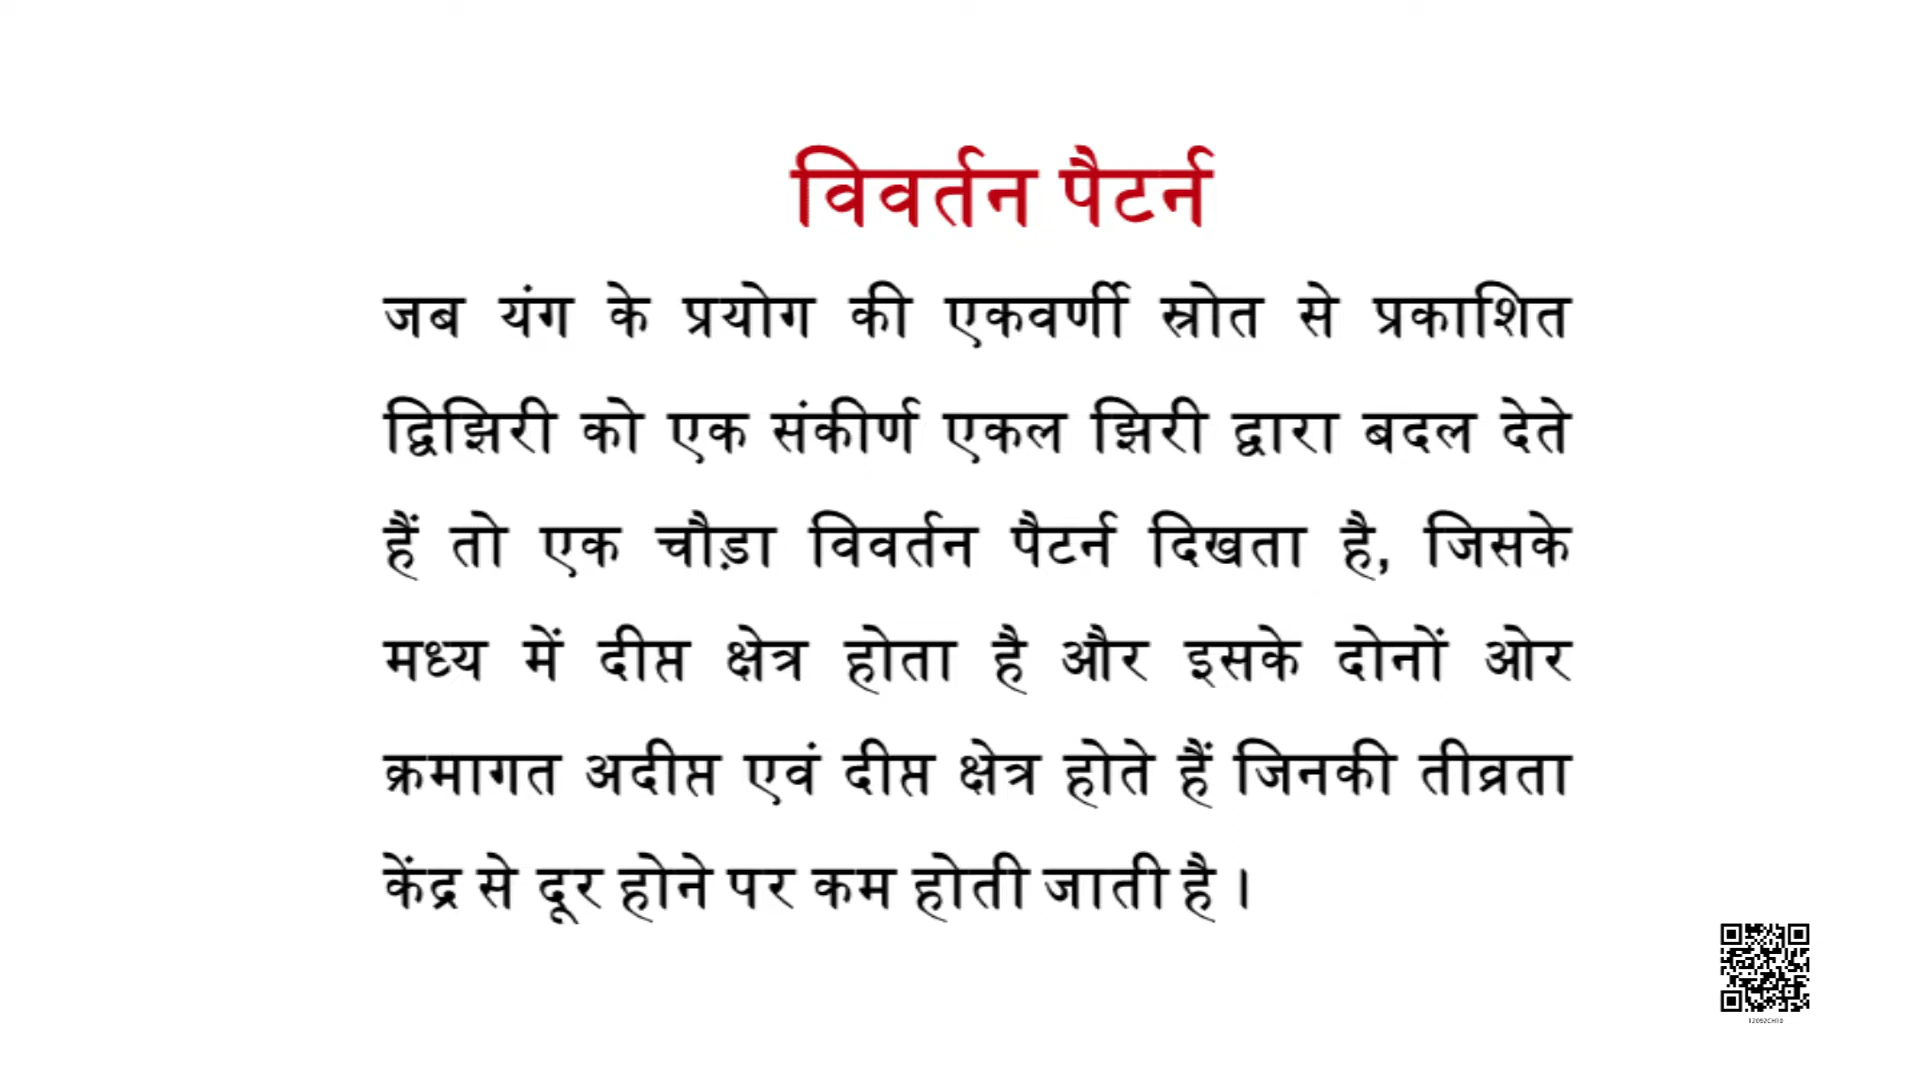 विवर्तन पैटर्न
जब यंग के प्रयोग की एकवर्णी स्रोत से प्रकाशित
द्विझिरी को एक संकीर्ण एकल झिरी द्वारा बदल देते
हैं तो एक चौड़ा विवर्तन पैटर्न दिखता है, जिसके
मध्य में दीप्त क्षेत्र होता है और इसके दोनों ओर
क्रमागत अदीप्त एवं दीप्त क्षेत्र होते हैं जिनकी तीव्रता
केंद्र से दूर होने पर कम होती जाती है ।
12092CH10